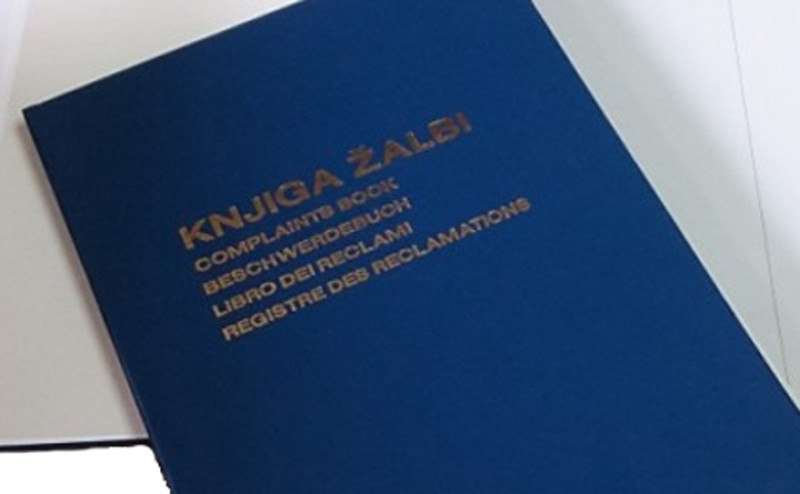 KNJIGA ŽALBI
COMPLAINTS BOOK
BESCHWERDEBUCH
LIBRO DEI RECLAMI
REGISTRE DES RECLAMATIONS